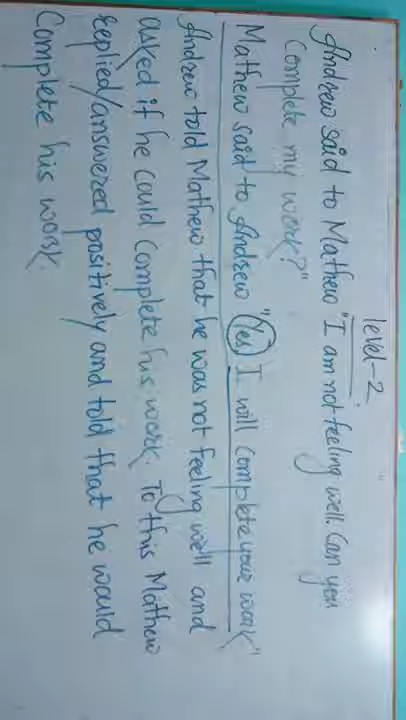 level-2
Andrew said to Mathew "I am not feeling well. Can you
Complete my work?"
Mathew said to Andrew "Yes I will complete your work"
Andrew told Mathew that he was not feeling well and
asked if he could complete his work. To this Mathew
replied/answered positively and told that he would
Complete his work.